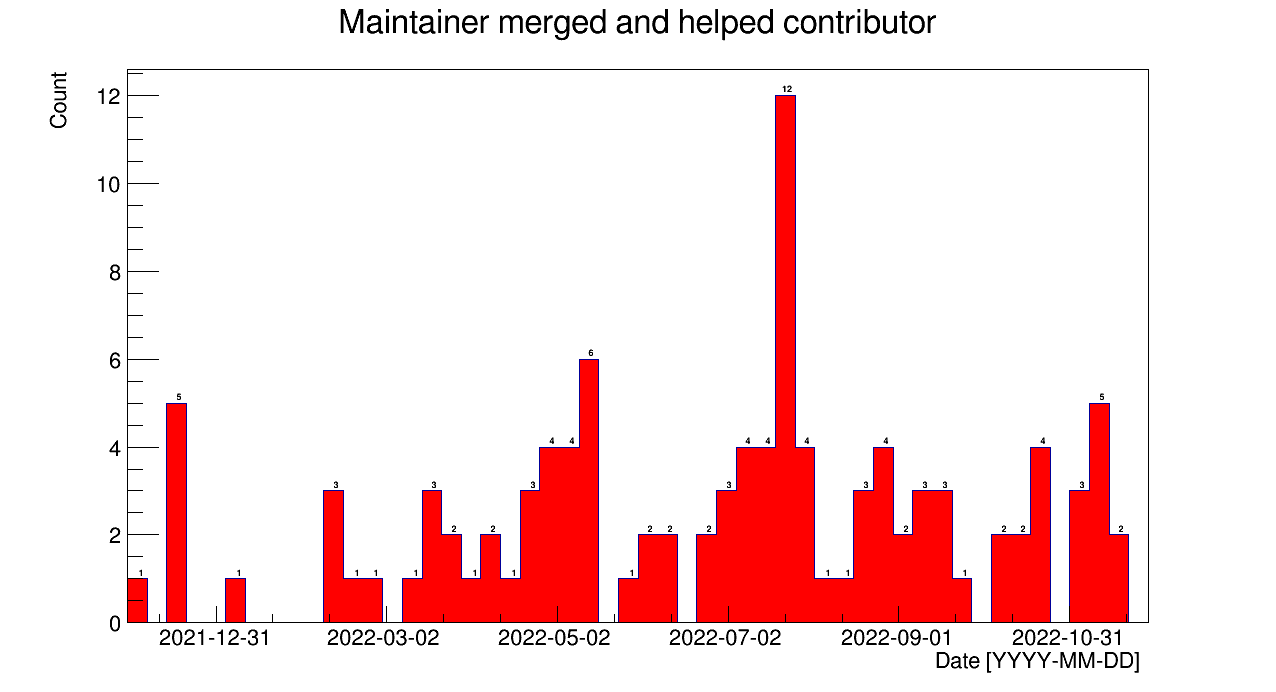 Maintainer merged and helped contributor
Count
12
10
8
6
4
2
0
1 5 1 3 1 1 1 3 2 1 2 1 3 4 4 6 1 2 2 2 3 4 4 12 4 1 1 3 4 2 3 3 1 2 2 4 3 5 2
2021-12-31 2022-03-02 2022-05-02 2022-07-02 2022-09-01 2022-10-31
Date [YYYY-MM-DD]